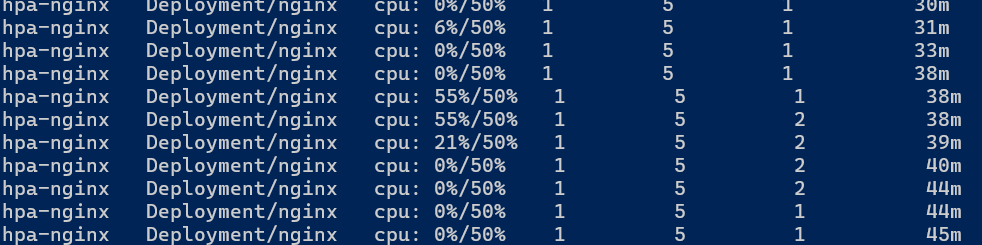 hpa-nginx Deployment/nginx cpu: 0%/50% 1 5 1 30m
hpa-nginx Deployment/nginx cpu: 6%/50% 1 5 1 31m
hpa-nginx Deployment/nginx cpu: 0%/50% 1 5 1 33m
hpa-nginx Deployment/nginx cpu: 0%/50% 1 5 1 38m
hpa-nginx Deployment/nginx cpu: 55%/50% 1 5 1 38m
hpa-nginx Deployment/nginx cpu: 55%/50% 1 5 2 38m
hpa-nginx Deployment/nginx cpu: 21%/50% 1 5 2 39m
hpa-nginx Deployment/nginx cpu: 0%/50% 1 5 2 40m
hpa-nginx Deployment/nginx cpu: 0%/50% 1 5 2 44m
hpa-nginx Deployment/nginx cpu: 0%/50% 1 5 1 44m
hpa-nginx Deployment/nginx cpu: 0%/50% 1 5 1 45m